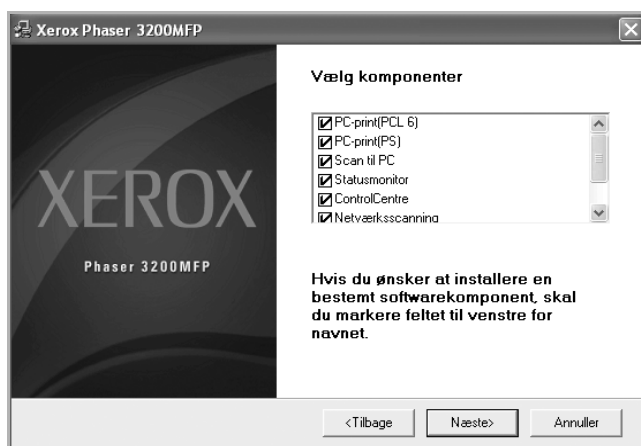 Xerox Phaser 3200MFP
XEROX
Phaser 3200MFP
Vælg komponenter
PC-print(PCL 6)
PC-print(PS)
Scan til PC
Statusmonitor
ControlCentre
Netværksscanning
Hvis du ønsker at installere en
bestemt softwarekomponent, skal
du markere feltet til venstre for
navnet.
<Tilbage
Næste>
Annuller